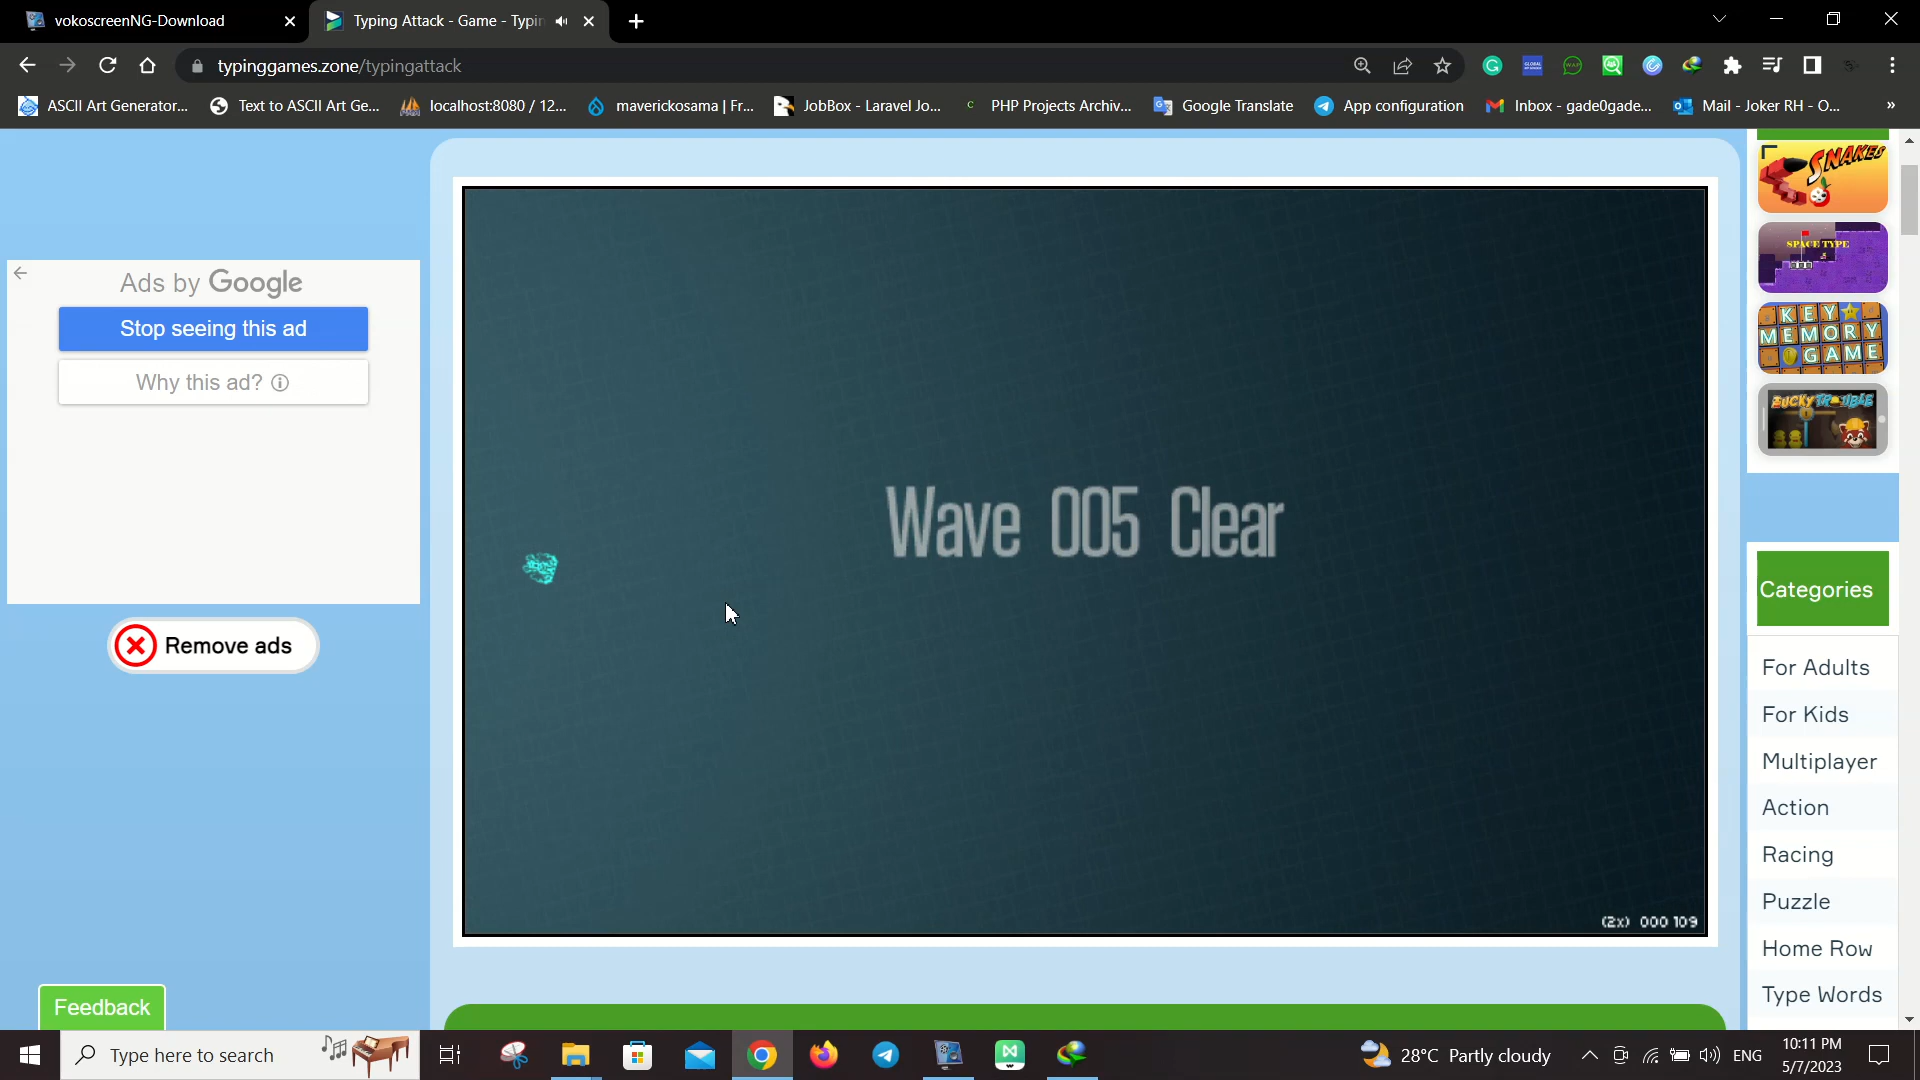 vokoscreenNG-Download
Typing Attack - Game - Typin
typinggames.zone/typingattack
ASCII Art Generator...
Text to ASCII Art Ge...
localhost:8080 / 12...
maverickosama | Fr...
JobBox - Laravel Jo...
PHP Projects Archiv...
Google Translate
App configuration
Inbox - gade0gade...
Mail - Joker RH - O...
»
Ads by Google
Stop seeing this ad
Why this ad?
Remove ads
Feedback
Wave 005 Clear
(2x) 000 109
SNAKES
SPACE TYPE
KEY
MEMORY
GAME
Categories
For Adults
For Kids
Multiplayer
Action
Racing
Puzzle
Home Row
Type Words
Type here to search
28°C Partly cloudy
ENG
10:11 PM
5/7/2023